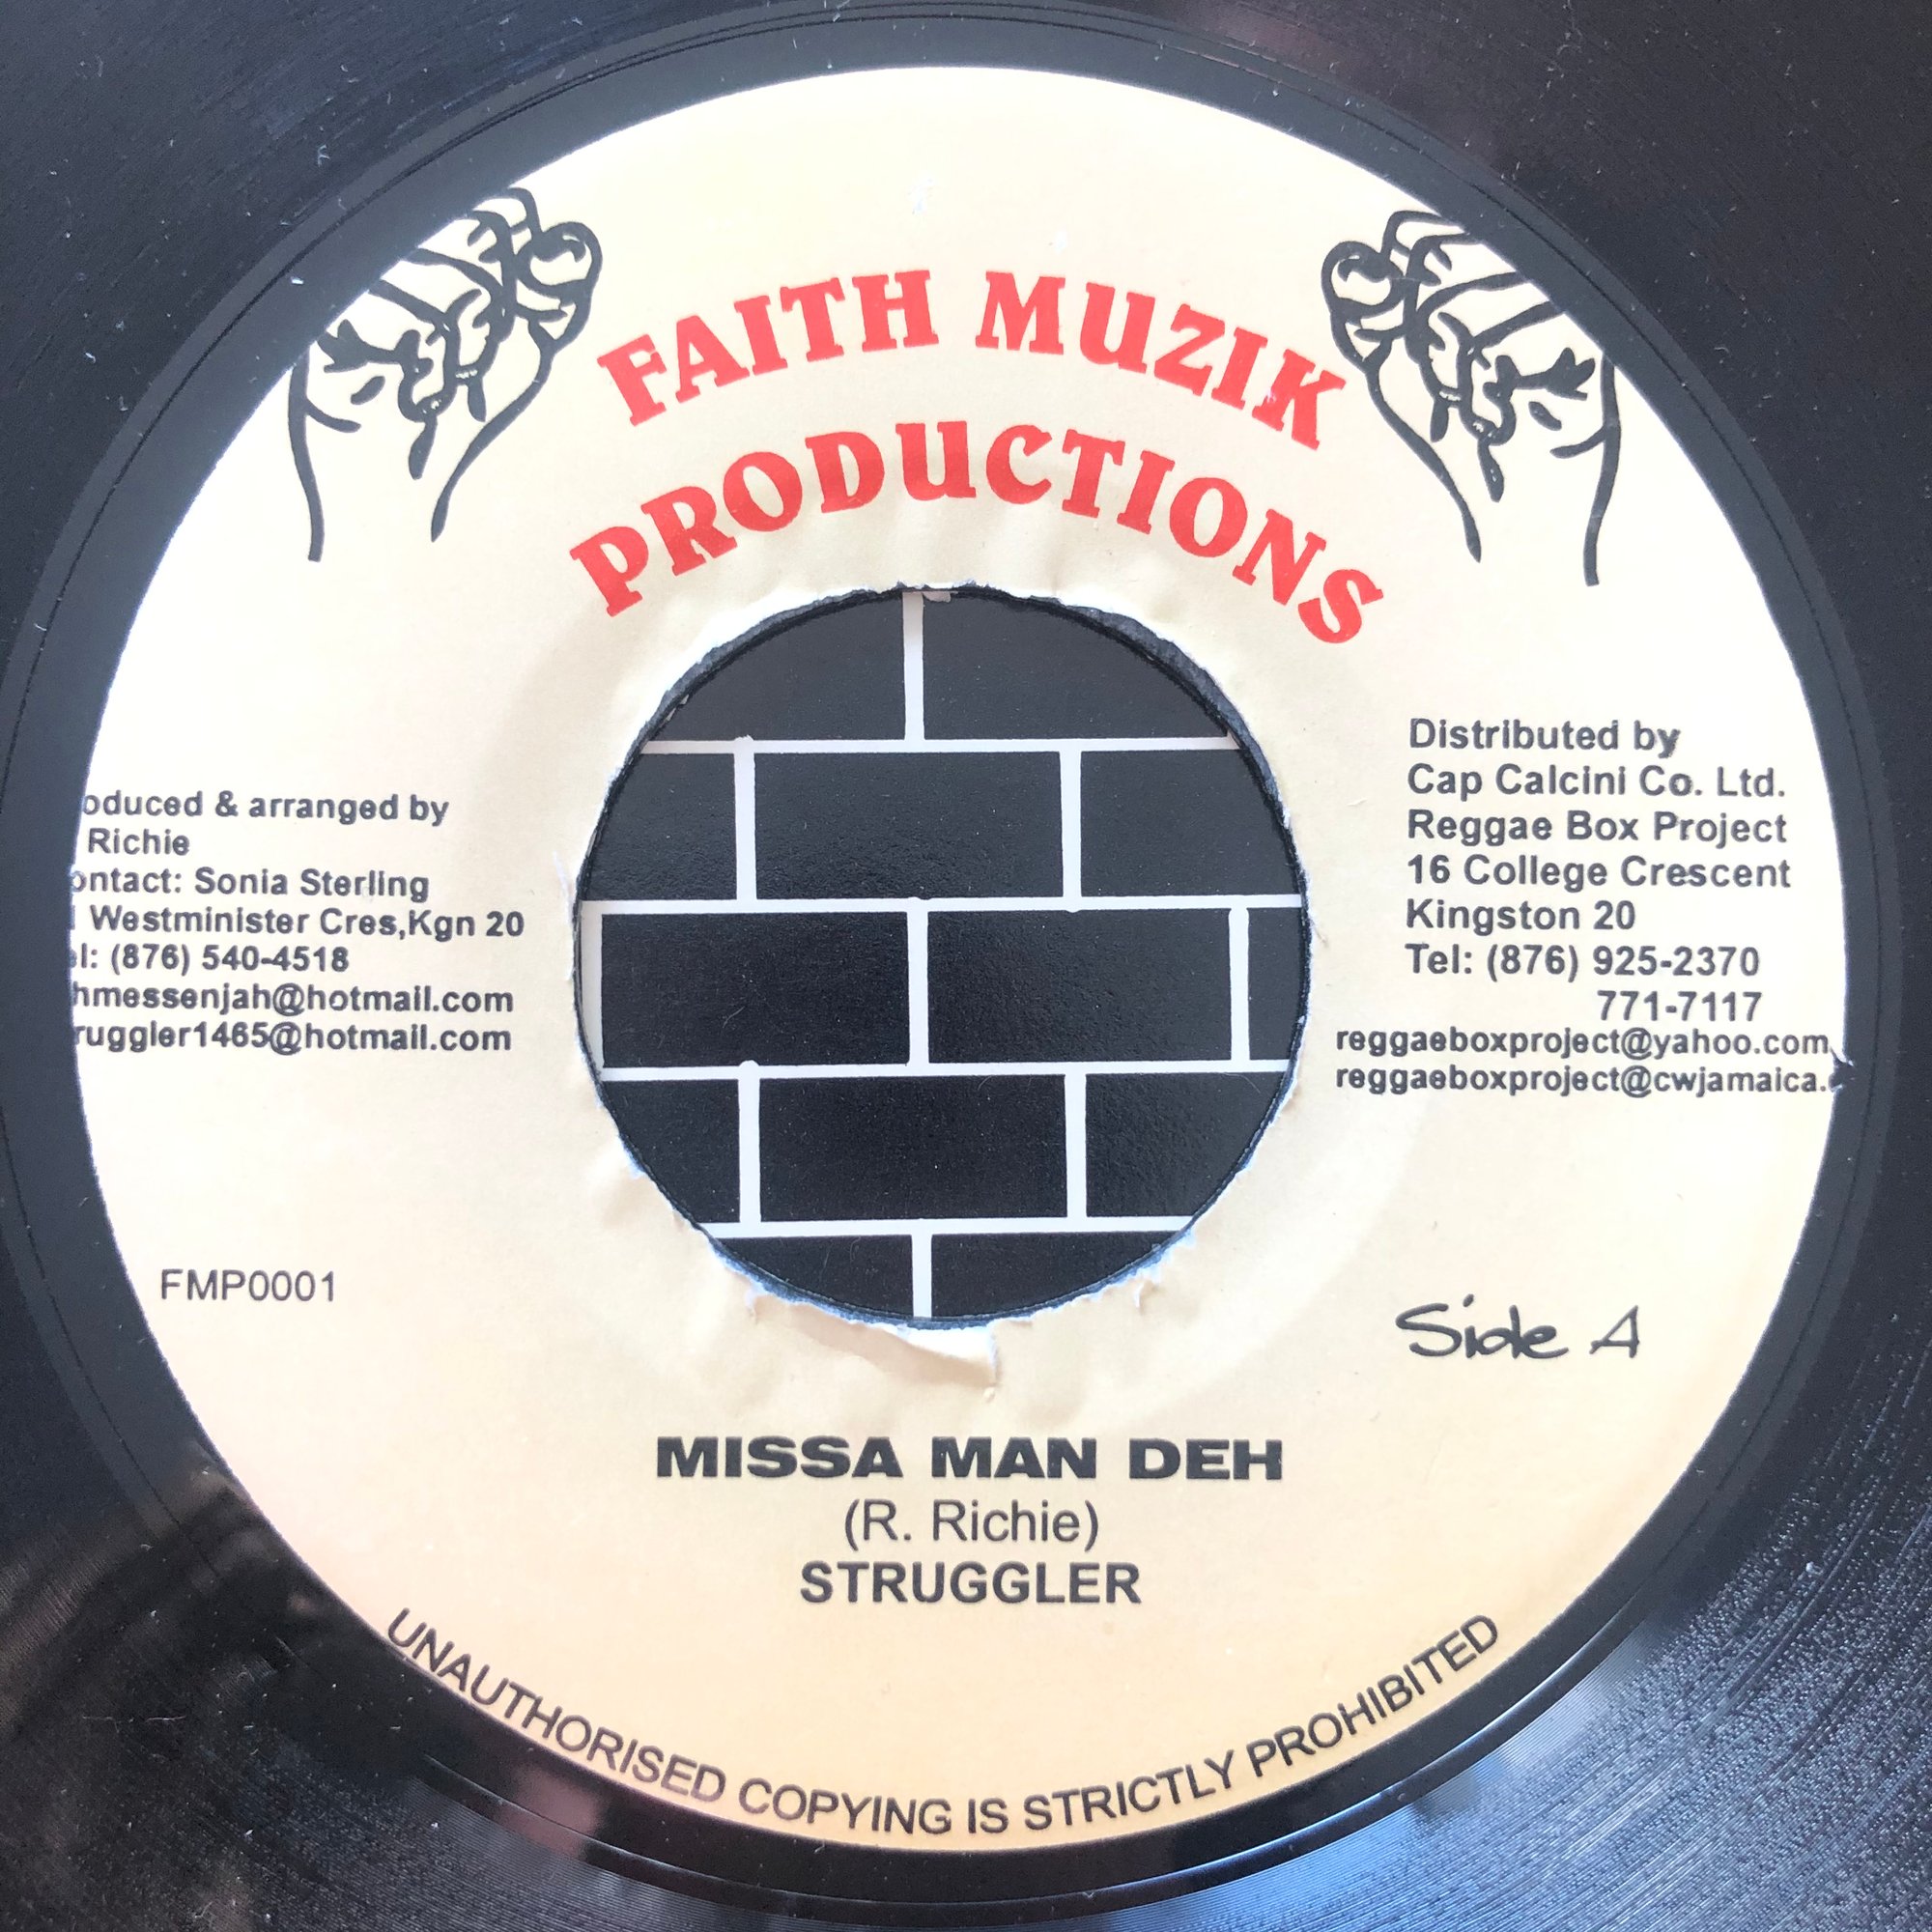 FAITH MUZIK
PRODUCTIONS
oduced & arranged by
Richie
ontact: Sonia Sterling
Westminister Cres,Kgn 20
el: (876) 540-4518
hmessenjah@hotmail.com
ruggler1465@hotmail.com
Distributed by
Cap Calcini Co. Ltd.
Reggae Box Project
16 College Crescent
Kingston 20
Tel: (876) 925-2370
771-7117
reggaeboxproject@yahoo.com
reggaeboxproject@cwjamaica.
FMP0001
Side A
MISSA MAN DEH
(R. Richie)
STRUGGLER
UNAUTHORISED COPYING IS STRICTLY PROHIBITED